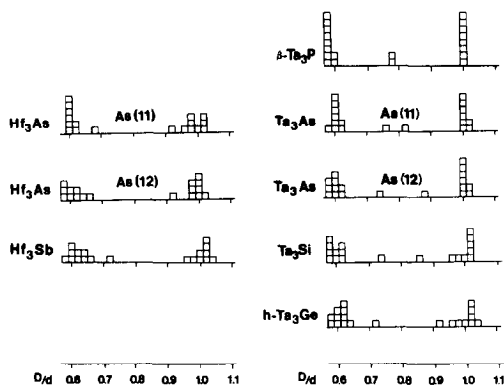 β-Ta₃P
Hf₃As As(11)
Ta₃As As(11)
Hf₃As As(12)
Ta₃As As(12)
Hf₃Sb
Ta₃Si
h-Ta₃Ge
D/d 0.6 0.7 0.8 0.9 1.0 1.1
D/d 0.6 0.7 0.8 0.9 1.0 1.1